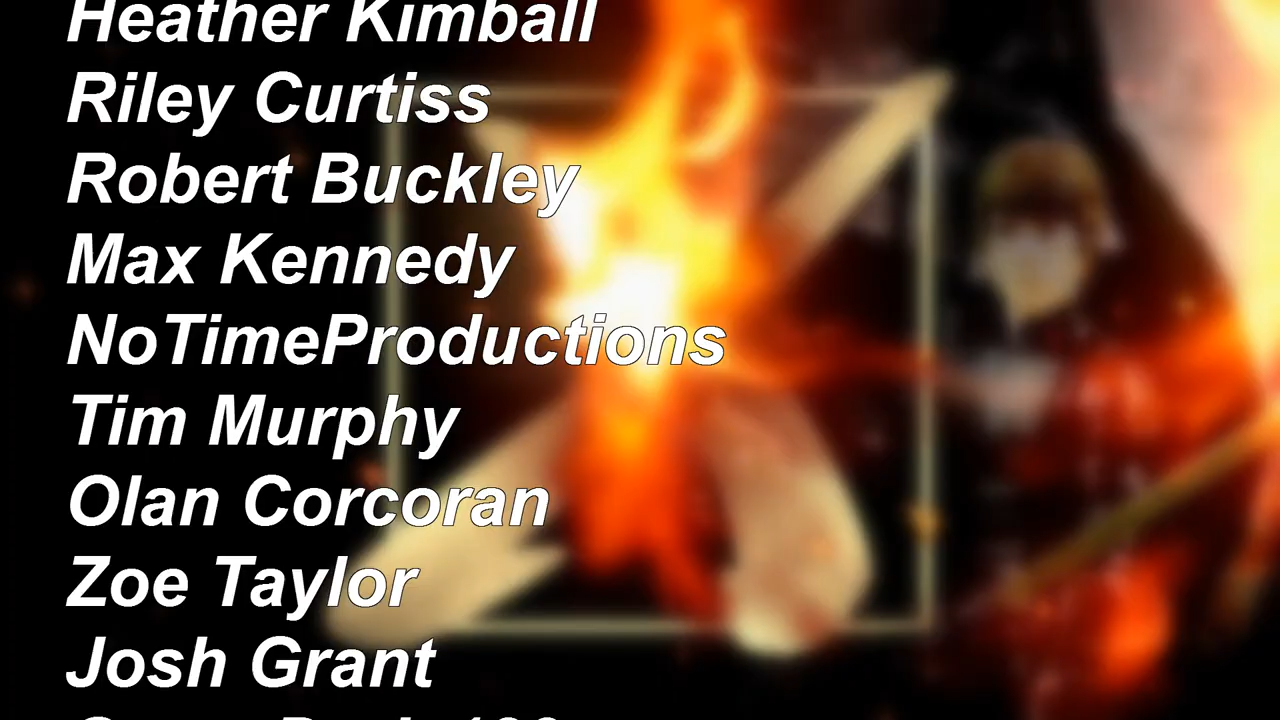 Heather Kimball
Riley Curtiss
Robert Buckley
Max Kennedy
NoTimeProductions
Tim Murphy
Olan Corcoran
Zoe Taylor
Josh Grant